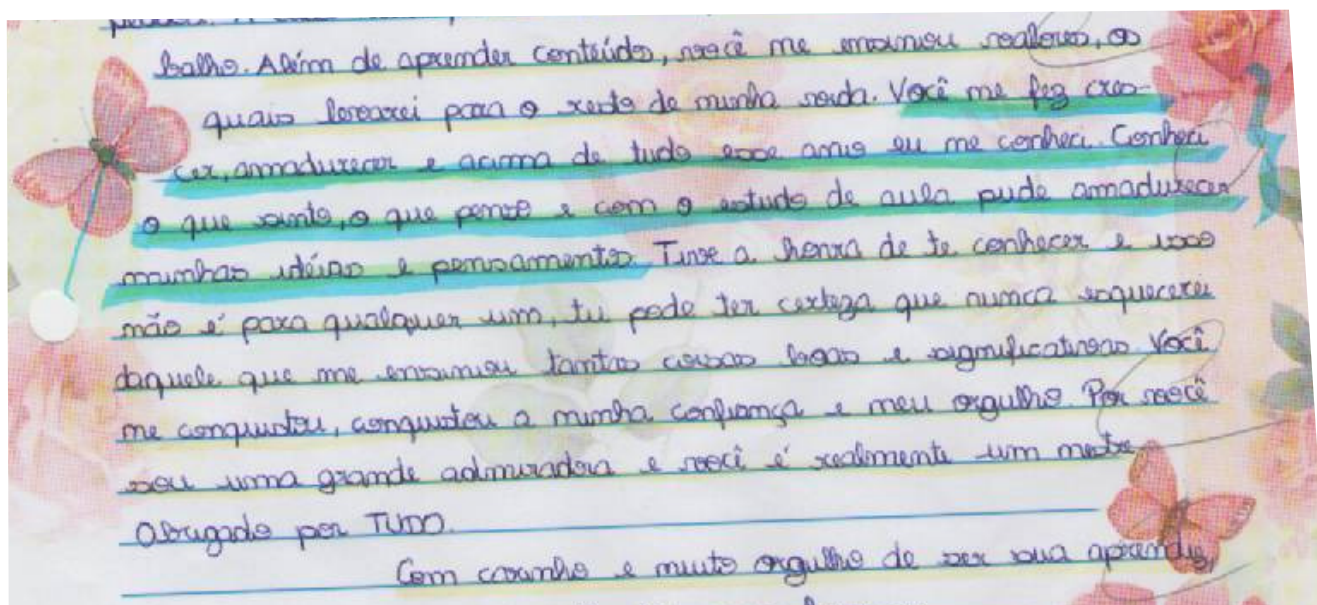 balho. Além de aprender conteúdo, você me ensinou valores, os
quais levarei para o resto de minha vida. Você me fez cres-
cer, amadurecer e acima de tudo esse ano eu me conheci. Conheci
o que sinto, o que penso e com o estudo de aula pude amadurecer
minhas idéias e pensamentos. Tive a honra de te conhecer e isso
não é para qualquer um, tu pode ter certeza que nunca esquecerei
daquele que me ensinou tantas coisas boas e significativas. Você
me conquistou, conquistou a minha confiança e meu orgulho. Por você
sou uma grande admiradora e você é realmente um mestre.
Obrigado por TUDO.
Com carinho e muito orgulho de ser sua aprendiz,